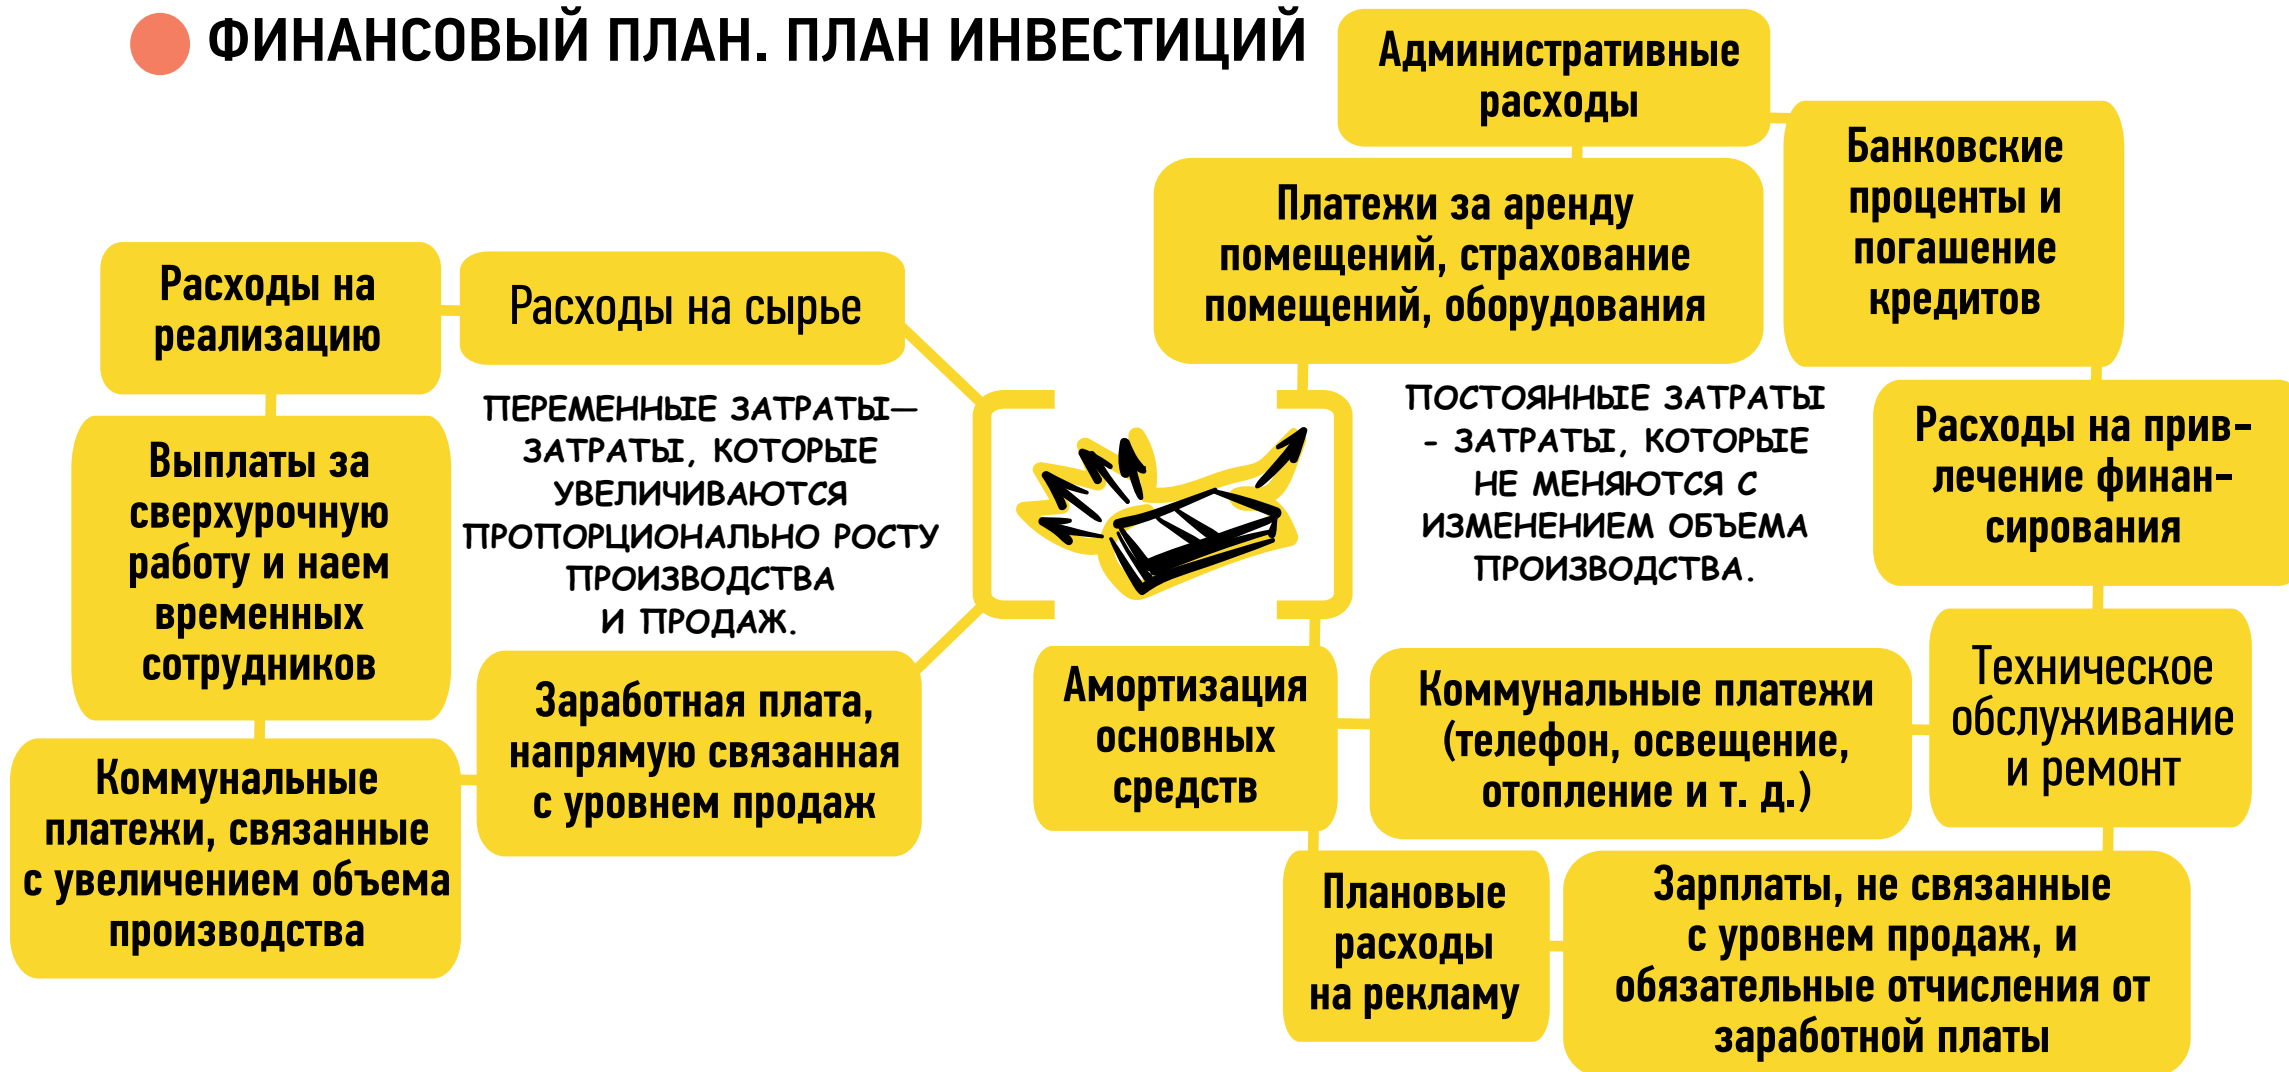 ФИНАНСОВЫЙ ПЛАН. ПЛАН ИНВЕСТИЦИЙ
Расходы на
реализацию
Расходы на сырье
ПЕРЕМЕННЫЕ ЗАТРАТЫ—
ЗАТРАТЫ, КОТОРЫЕ
УВЕЛИЧИВАЮТСЯ
ПРОПОРЦИОНАЛЬНО РОСТУ
ПРОИЗВОДСТВА
И ПРОДАЖ.
Выплаты за
сверхурочную
работу и наем
временных
сотрудников
Коммунальные
платежи, связанные
с увеличением объема
производства
Заработная плата,
напрямую связанная
с уровнем продаж
Административные
расходы
Платежи за аренду
помещений, страхование
помещений, оборудования
Банковские
проценты и
погашение
кредитов
ПОСТОЯННЫЕ ЗАТРАТЫ
- ЗАТРАТЫ, КОТОРЫЕ
НЕ МЕНЯЮТСЯ С
ИЗМЕНЕНИЕМ ОБЪЕМА
ПРОИЗВОДСТВА.
Расходы на прив-
лечение финан-
сирования
Амортизация
основных
средств
Коммунальные платежи
(телефон, освещение,
отопление и т. д.)
Техническое
обслуживание
и ремонт
Плановые
расходы
на рекламу
Зарплаты, не связанные
с уровнем продаж, и
обязательные отчисления от
заработной платы